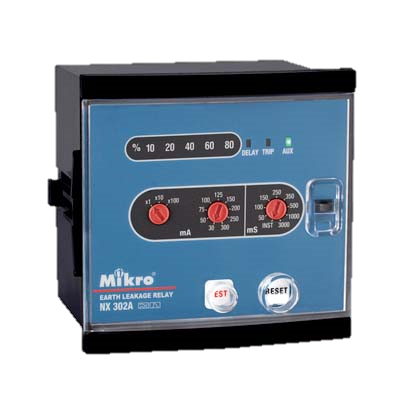 % 10 20 40 60 80
DELAY TRIP AUX
x1 x10 x100
mA
30 50 75 100 125 150 200 250 300
mS
INST 50 100 150 250 350 500 1000 3000
Mikro
EARTH LEAKAGE RELAY
NX 302A
EST
RESET